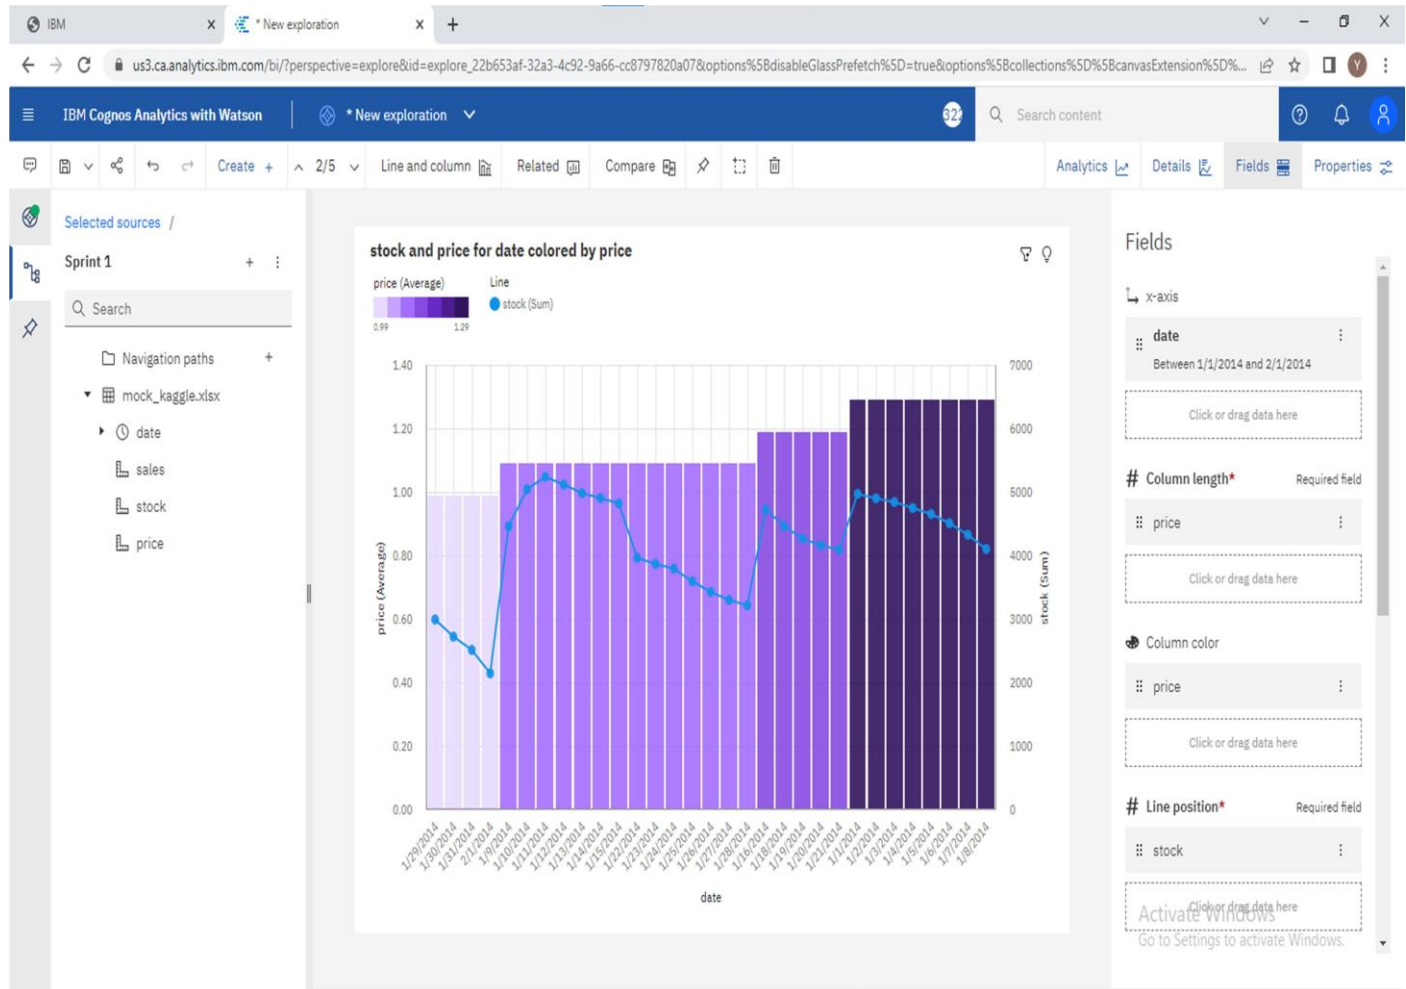 IBM
* New exploration
us3.ca.analytics.ibm.com/bi/?perspective=explore&id=explore_22b653af-32a3-4c92-9a66-cc8797820a07&options%5BdisableGlassPrefetch%5D=true&options%5Bcollections%5D%5BcanvasExtension%5D%...
Y
IBM Cognos Analytics with Watson
* New exploration
322
Search content
Create +
2/5
Line and column
Related
Compare
Analytics
Details
Fields
Properties
Selected sources /
Sprint 1
Search
Navigation paths
mock_kaggle.xlsx
date
sales
stock
price
stock and price for date colored by price
price (Average)
Line
stock (Sum)
0.99
1.29
1.40
1.20
1.00
0.80
0.60
0.40
0.20
0.00
price (Average)
7000
6000
5000
4000
3000
2000
1000
0
stock (Sum)
1/29/2014
1/30/2014
1/31/2014
2/1/2014
1/9/2014
1/10/2014
1/11/2014
1/12/2014
1/13/2014
1/14/2014
1/15/2014
1/22/2014
1/23/2014
1/24/2014
1/25/2014
1/26/2014
1/27/2014
1/28/2014
1/16/2014
1/18/2014
1/19/2014
1/20/2014
1/21/2014
1/1/2014
1/2/2014
1/3/2014
1/4/2014
1/5/2014
1/6/2014
1/7/2014
1/8/2014
date
Fields
x-axis
date
Between 1/1/2014 and 2/1/2014
Click or drag data here
# Column length*
Required field
price
Click or drag data here
Column color
price
Click or drag data here
# Line position*
Required field
stock
Click or drag data here
Activate Windows
Go to Settings to activate Windows.